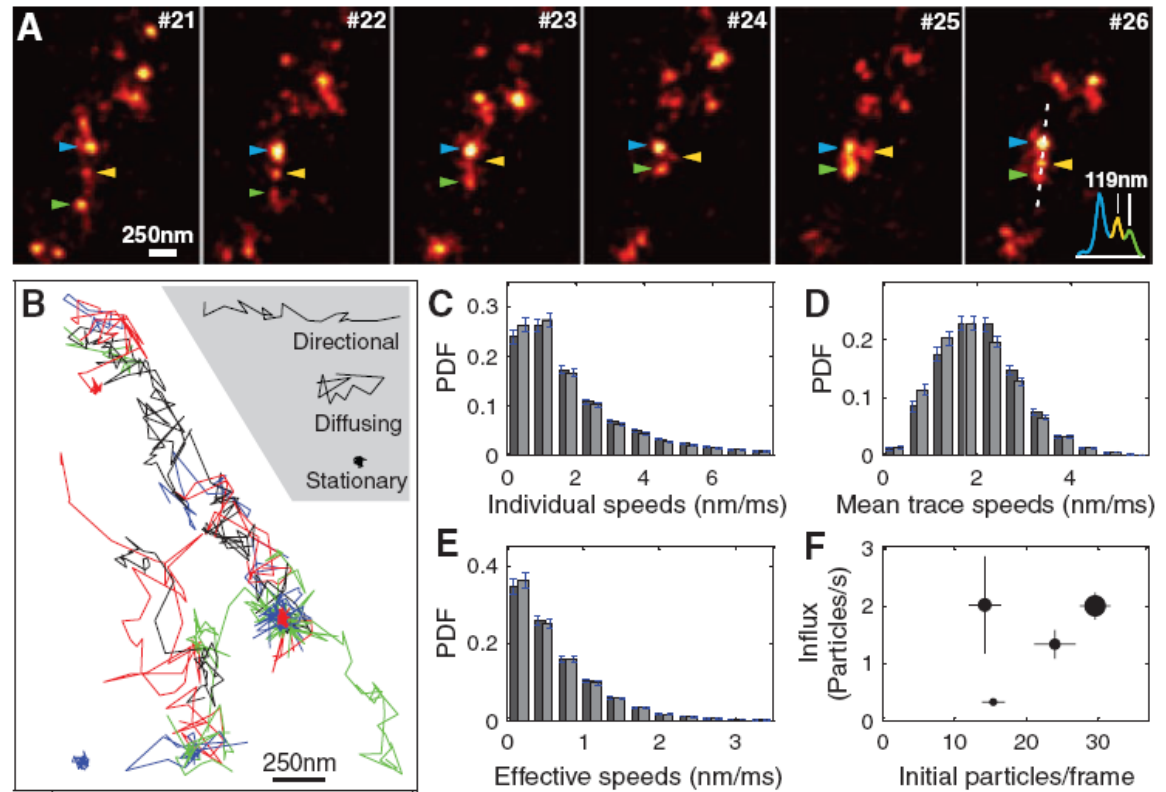 A
#21
#22
#23
#24
#25
#26
250nm
119nm
B
Directional
Diffusing
Stationary
250nm
C
PDF
0.3
0.2
0.1
0
0
2
4
6
Individual speeds (nm/ms)
D
PDF
0.2
0.1
0
0
2
4
Mean trace speeds (nm/ms)
E
PDF
0.4
0.2
0
0
1
2
3
Effective speeds (nm/ms)
F
Influx
(Particles/s)
3
2
1
0
0
10
20
30
Initial particles/frame